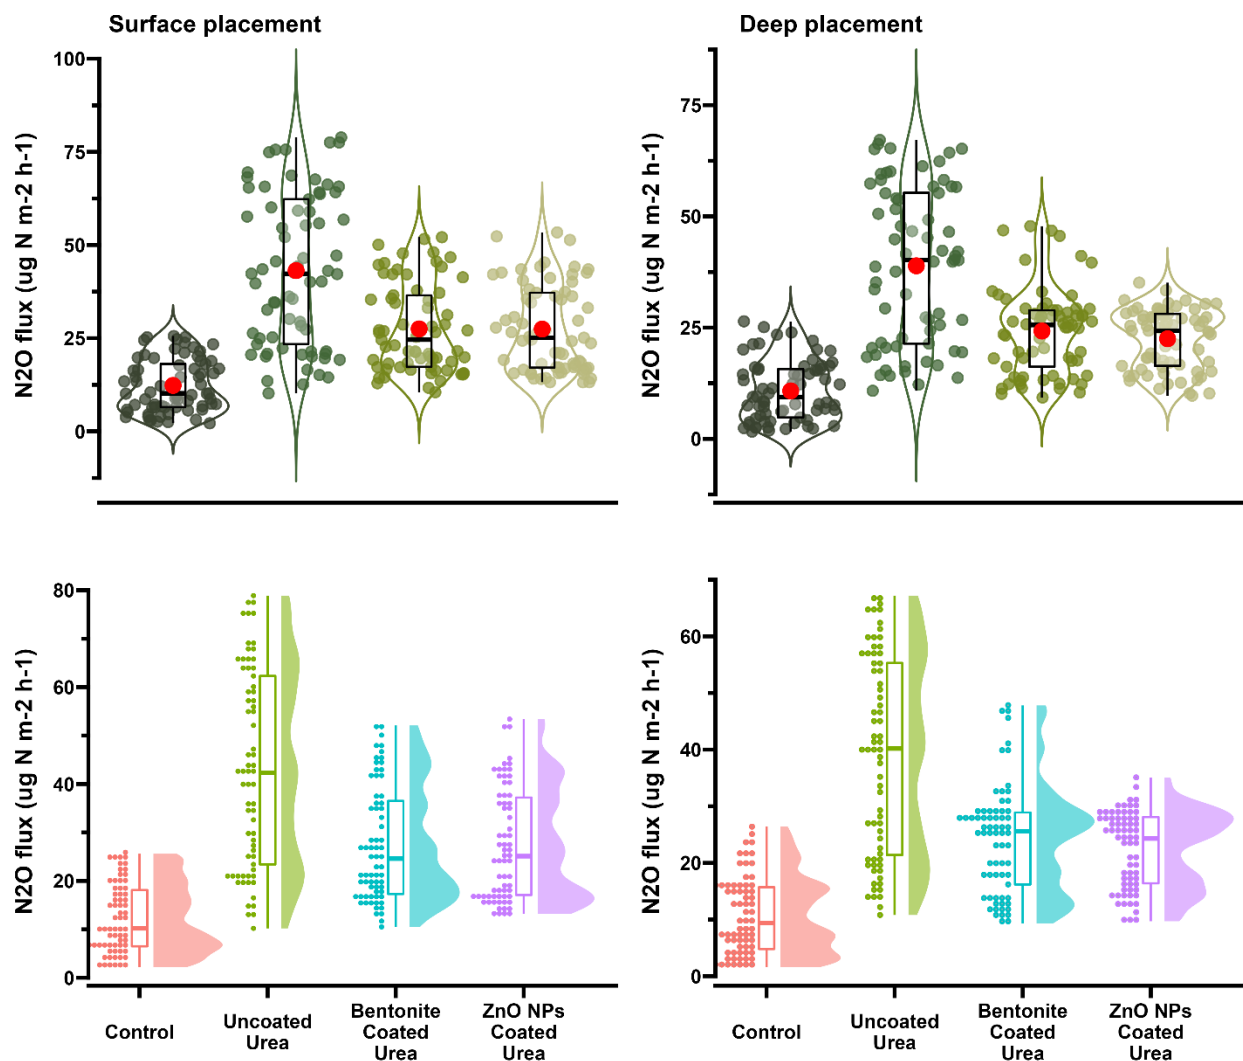 Surface placement
Deep placement
N2O flux (ug N m-2 h-1)
100
75
50
25
0
N2O flux (ug N m-2 h-1)
75
50
25
0
N2O flux (ug N m-2 h-1)
80
60
40
20
0
Control
Uncoated
Urea
Bentonite
Coated
Urea
ZnO NPs
Coated
Urea
N2O flux (ug N m-2 h-1)
60
40
20
0
Control
Uncoated
Urea
Bentonite
Coated
Urea
ZnO NPs
Coated
Urea